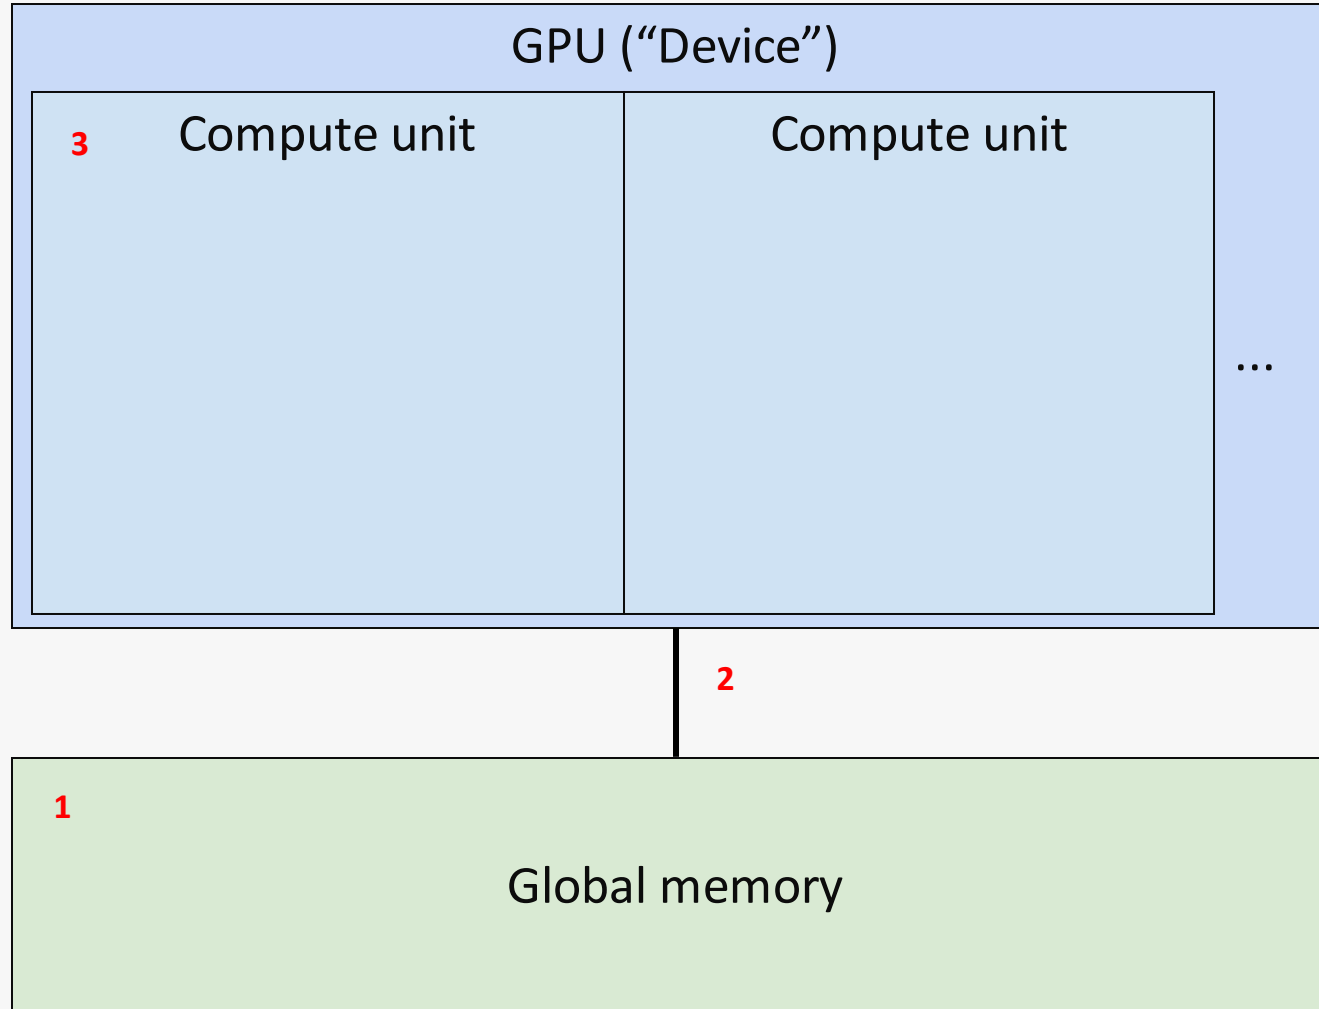 GPU (“Device”)
3 Compute unit Compute unit
...
2
1
Global memory